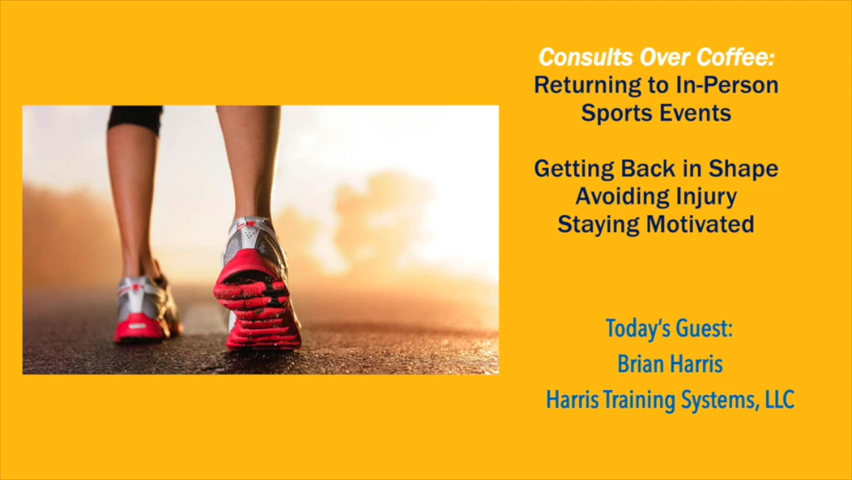 Consults Over Coffee:
Returning to In-Person
Sports Events
Getting Back in Shape
Avoiding Injury
Staying Motivated
Today's Guest:
Brian Harris
Harris Training Systems, LLC